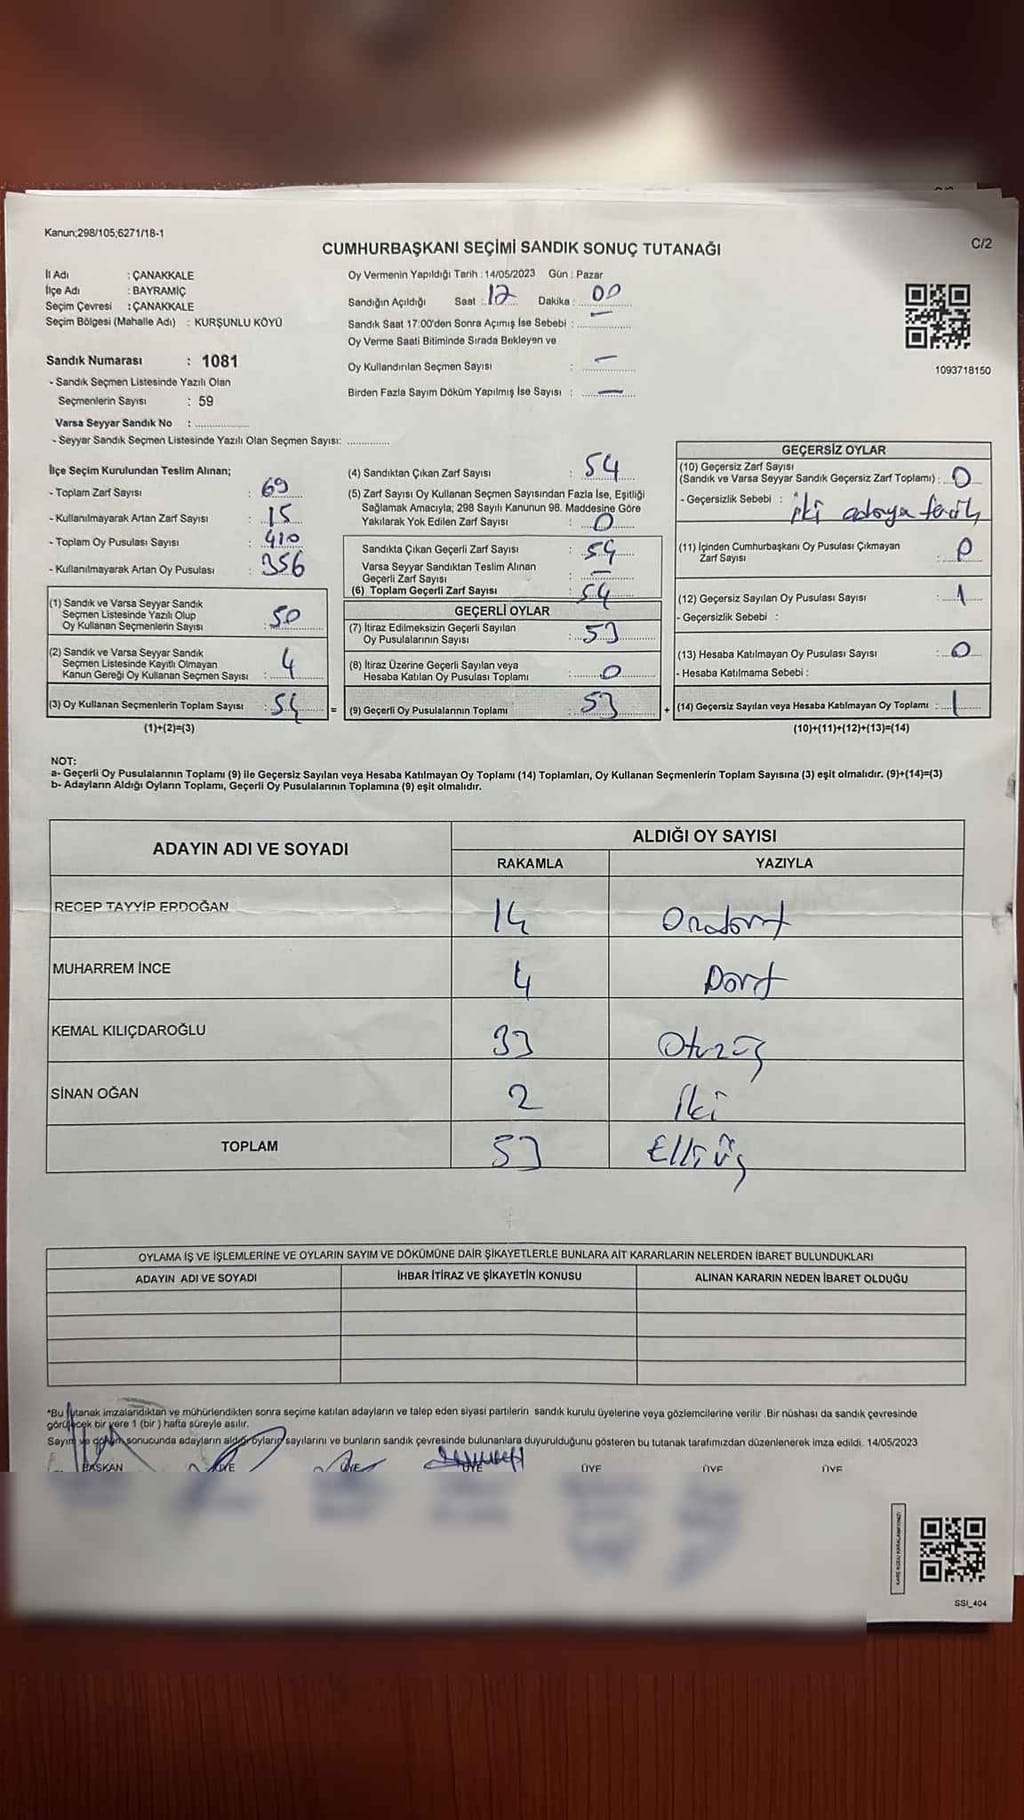 Kanun;298/105;6271/18-1
C/2
CUMHURBAŞKANI SEÇİMİ SANDIK SONUÇ TUTANAĞI
İl Adı : ÇANAKKALE
İlçe Adı : BAYRAMİÇ
Seçim Çevresi : ÇANAKKALE
Seçim Bölgesi (Mahalle Adı) : KURŞUNLU KÖYÜ
Oy Vermenin Yapıldığı Tarih : 14/05/2023 Gün : Pazar
Sandığın Açıldığı Saat : 12 Dakika : 00
Sandık Saat 17:00'den Sonra Açımış İse Sebebi : —
Oy Verme Saati Bitiminde Sırada Bekleyen ve
Oy Kullandırılan Seçmen Sayısı : —
Birden Fazla Sayım Döküm Yapılmış İse Sayısı : —
1093718150
Sandık Numarası : 1081
- Sandık Seçmen Listesinde Yazılı Olan
Seçmenlerin Sayısı : 59
Varsa Seyyar Sandık No :
- Seyyar Sandık Seçmen Listesinde Yazılı Olan Seçmen Sayısı:
İlçe Seçim Kurulundan Teslim Alınan;
- Toplam Zarf Sayısı : 69
- Kullanılmayarak Artan Zarf Sayısı : 15
- Toplam Oy Pusulası Sayısı : 410
- Kullanılmayarak Artan Oy Pusulası : 356
(1) Sandık ve Varsa Seyyar Sandık
Seçmen Listesinde Yazılı Olup
Oy Kullanan Seçmenlerin Sayısı : 50
(2) Sandık ve Varsa Seyyar Sandık
Seçmen Listesinde Kayıtlı Olmayan
Kanun Gereği Oy Kullanan Seçmen Sayısı : 4
(3) Oy Kullanan Seçmenlerin Toplam Sayısı : 54
(1)+(2)=(3)
(4) Sandıktan Çıkan Zarf Sayısı : 54
(5) Zarf Sayısı Oy Kullanan Seçmen Sayısından Fazla İse, Eşitliği
Sağlamak Amacıyla; 298 Sayılı Kanunun 98. Maddesine Göre
Yakılarak Yok Edilen Zarf Sayısı : 0
Sandıkta Çıkan Geçerli Zarf Sayısı : 54
Varsa Seyyar Sandıktan Teslim Alınan
Geçerli Zarf Sayısı : —
(6) Toplam Geçerli Zarf Sayısı : 54
GEÇERLİ OYLAR
(7) İtiraz Edilmeksizin Geçerli Sayılan
Oy Pusulalarının Sayısı : 53
(8) İtiraz Üzerine Geçerli Sayılan veya
Hesaba Katılan Oy Pusulası Toplamı : 0
= (9) Geçerli Oy Pusulalarının Toplamı : 53 +
GEÇERSİZ OYLAR
(10) Geçersiz Zarf Sayısı
(Sandık ve Varsa Seyyar Sandık Geçersiz Zarf Toplamı) : 0
- Geçersizlik Sebebi : iki adaya
(11) İçinden Cumhurbaşkanı Oy Pusulası Çıkmayan
Zarf Sayısı : 0
(12) Geçersiz Sayılan Oy Pusulası Sayısı : 1
- Geçersizlik Sebebi :
(13) Hesaba Katılmayan Oy Pusulası Sayısı : 0
- Hesaba Katılmama Sebebi :
(14) Geçersiz Sayılan veya Hesaba Katılmayan Oy Toplamı : 1
(10)+(11)+(12)+(13)=(14)
NOT:
a- Geçerli Oy Pusulalarının Toplamı (9) ile Geçersiz Sayılan veya Hesaba Katılmayan Oy Toplamı (14) Toplamları, Oy Kullanan Seçmenlerin Toplam Sayısına (3) eşit olmalıdır. (9)+(14)=(3)
b- Adayların Aldığı Oyların Toplamı, Geçerli Oy Pusulalarının Toplamına (9) eşit olmalıdır.
ADAYIN ADI VE SOYADI ALDIĞI OY SAYISI
RAKAMLA YAZIYLA
RECEP TAYYİP ERDOĞAN 14 Ondört
MUHARREM İNCE 4 Dört
KEMAL KILIÇDAROĞLU 33 Otuzüç
SİNAN OĞAN 2 İki
TOPLAM 53 Elliüç
OYLAMA İŞ VE İŞLEMLERİNE VE OYLARIN SAYIM VE DÖKÜMÜNE DAİR ŞİKAYETLERLE BUNLARA AİT KARARLARIN NELERDEN İBARET BULUNDUKLARI
ADAYIN ADI VE SOYADI İHBAR İTİRAZ VE ŞİKAYETİN KONUSU ALINAN KARARIN NEDEN İBARET OLDUĞU
*Bu tutanak imzalandıktan ve mühürlendikten sonra seçime katılan adayların ve talep eden siyasi partilerin sandık kurulu üyelerine veya gözlemcilerine verilir. Bir nüshası da sandık çevresinde
görülecek bir yere 1 (bir ) hafta süreyle asılır.
Sayım ve döküm sonucunda adayların aldığı oyların sayılarını ve bunların sandık çevresinde bulunanlara duyurulduğunu gösteren bu tutanak tarafımızdan düzenlenerek imza edildi. 14/05/2023
BAŞKAN ÜYE ÜYE ÜYE ÜYE ÜYE ÜYE
SSI_404